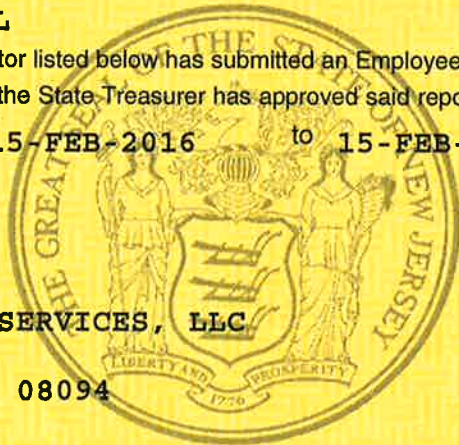 tor listed below has submitted an Employee
the State Treasurer has approved said repo
15-FEB-2016 to 15-FEB-
THE GREAT SEAL OF THE STATE OF NEW JERSEY
SERVICES, LLC
LIBERTY AND PROSPERITY
1776
08094